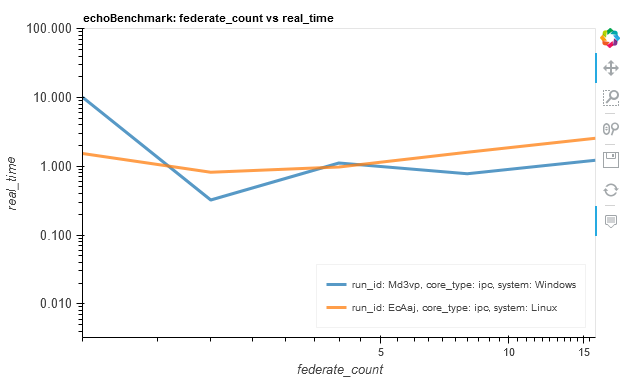 echoBenchmark: federate_count vs real_time
100.000
10.000
1.000
0.100
0.010
real_time
run_id: Md3vp, core_type: ipc, system: Windows
run_id: EcAaj, core_type: ipc, system: Linux
5
10
15
federate_count